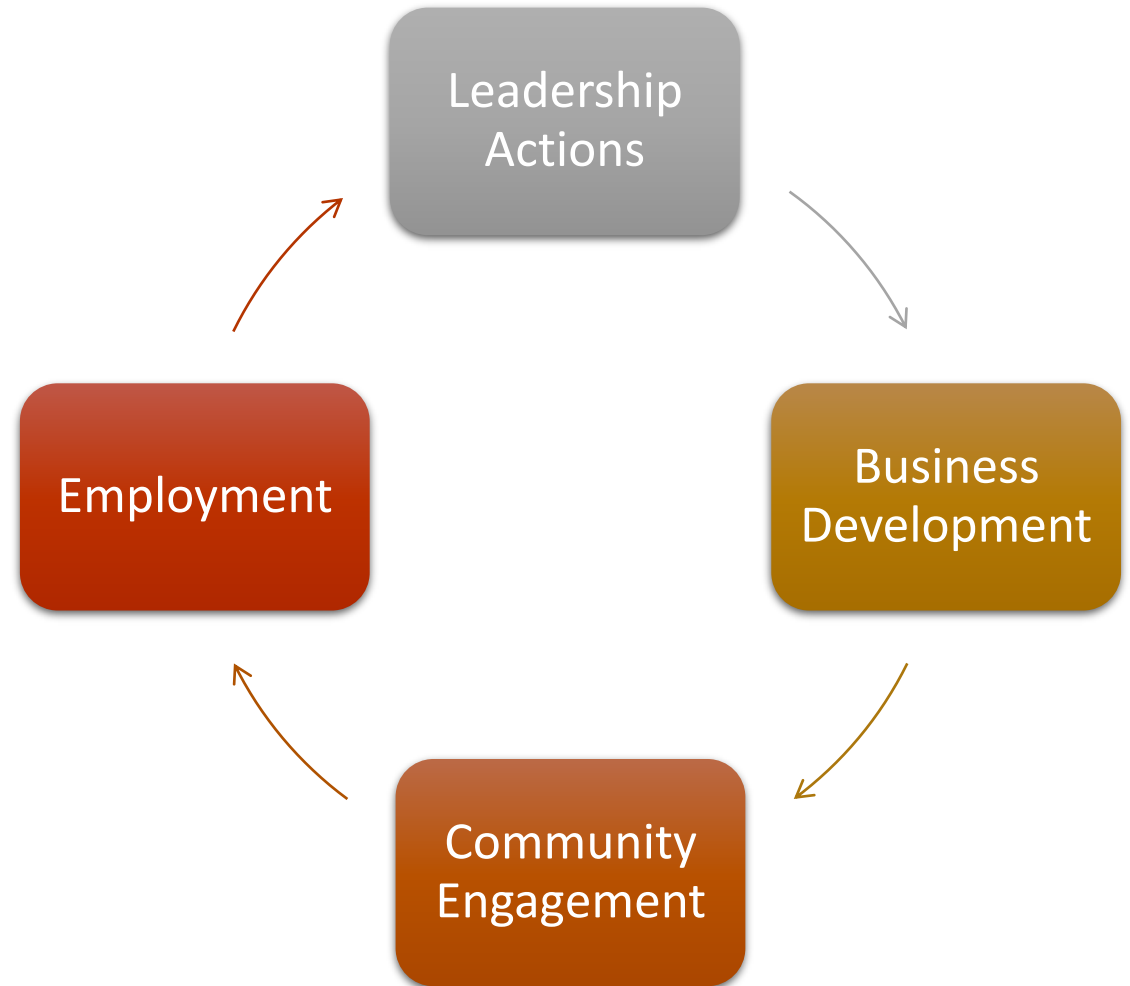 Leadership
Actions
Business
Development
Community
Engagement
Employment